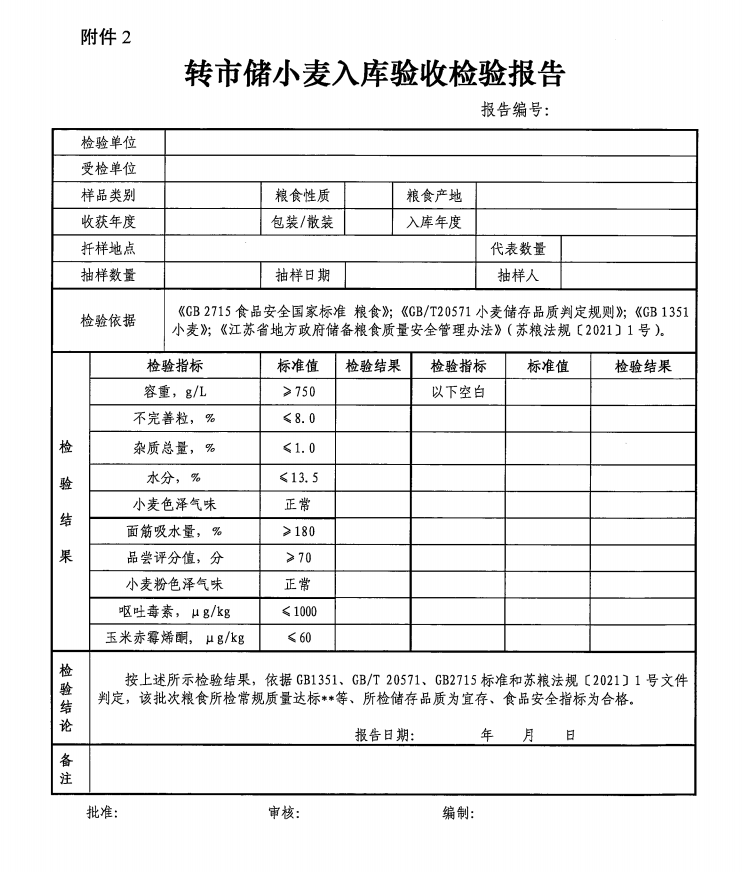 附件 2
转市储小麦入库验收检验报告
报告编号：
检验单位
受检单位
样品类别 粮食性质 粮食产地
收获年度 包装/散装 入库年度
扦样地点 代表数量
抽样数量 抽样日期 抽样人
检验依据
《GB 2715 食品安全国家标准 粮食》；《GB/T20571 小麦储存品质判定规则》；《GB 1351
小麦》；《江苏省地方政府储备粮食质量安全管理办法》（苏粮法规〔2021〕1 号）。
检验结果
检验指标 标准值 检验结果 检验指标 标准值 检验结果
容重，g/L ≥750 以下空白
不完善粒，% ≤8.0
杂质总量，% ≤1.0
水分，% ≤13.5
小麦色泽气味 正常
面筋吸水量，% ≥180
品尝评分值，分 ≥70
小麦粉色泽气味 正常
呕吐毒素，μg/kg ≤1000
玉米赤霉烯酮，μg/kg ≤60
检验结论
按上述所示检验结果，依据 GB1351、GB/T 20571、GB2715 标准和苏粮法规〔2021〕1 号文件
判定，该批次粮食所检常规质量达标**等、所检储存品质为宜存、食品安全指标为合格。
报告日期： 年 月 日
备注
批准： 审核： 编制：